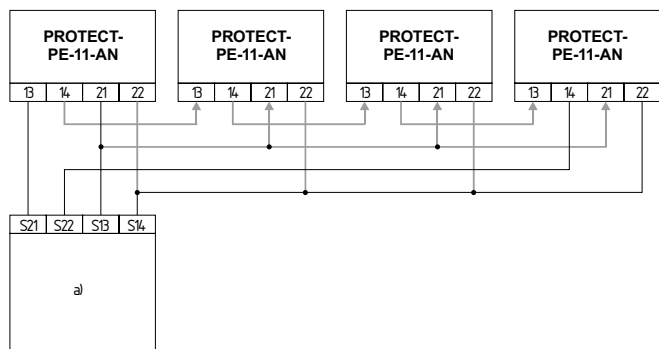 PROTECT-
PE-11-AN
PROTECT-
PE-11-AN
PROTECT-
PE-11-AN
PROTECT-
PE-11-AN
13 14 21 22
13 14 21 22
13 14 21 22
13 14 21 22
S21 S22 S13 S14
a)